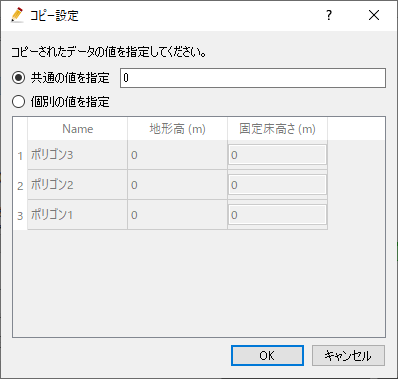 コピー設定
コピーされたデータの値を指定してください。
共通の値を指定 0
個別の値を指定
Name 地形高 (m) 固定床高さ (m)
1 ポリゴン3 0 0
2 ポリゴン2 0 0
3 ポリゴン1 0 0
OK キャンセル